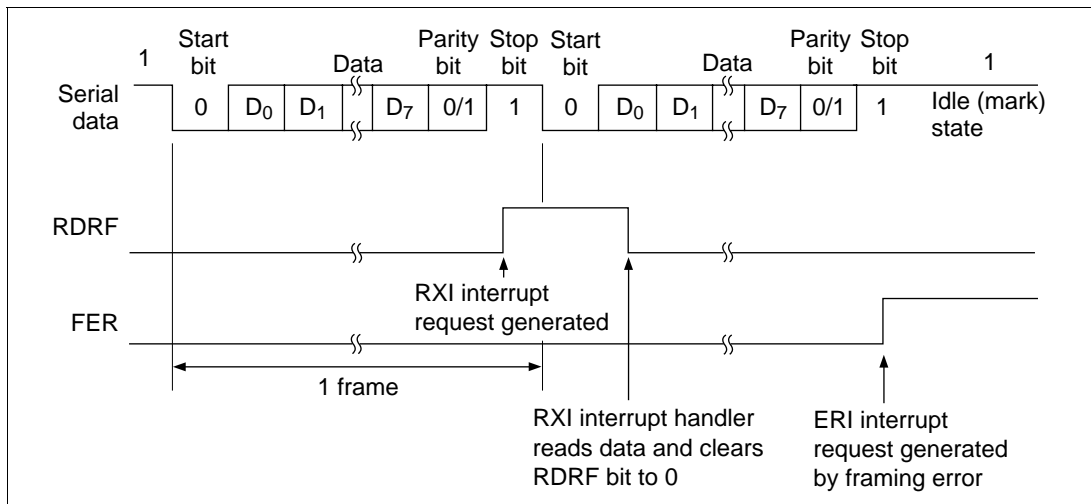 1
Start bit
Data
Parity bit
Stop bit
Start bit
Data
Parity bit
Stop bit
1
Serial data
0
D0
D1
D7
0/1
1
0
D0
D1
D7
0/1
1
Idle (mark) state
RDRF
RXI interrupt
request generated
FER
1 frame
RXI interrupt handler
reads data and clears
RDRF bit to 0
ERI interrupt
request generated
by framing error